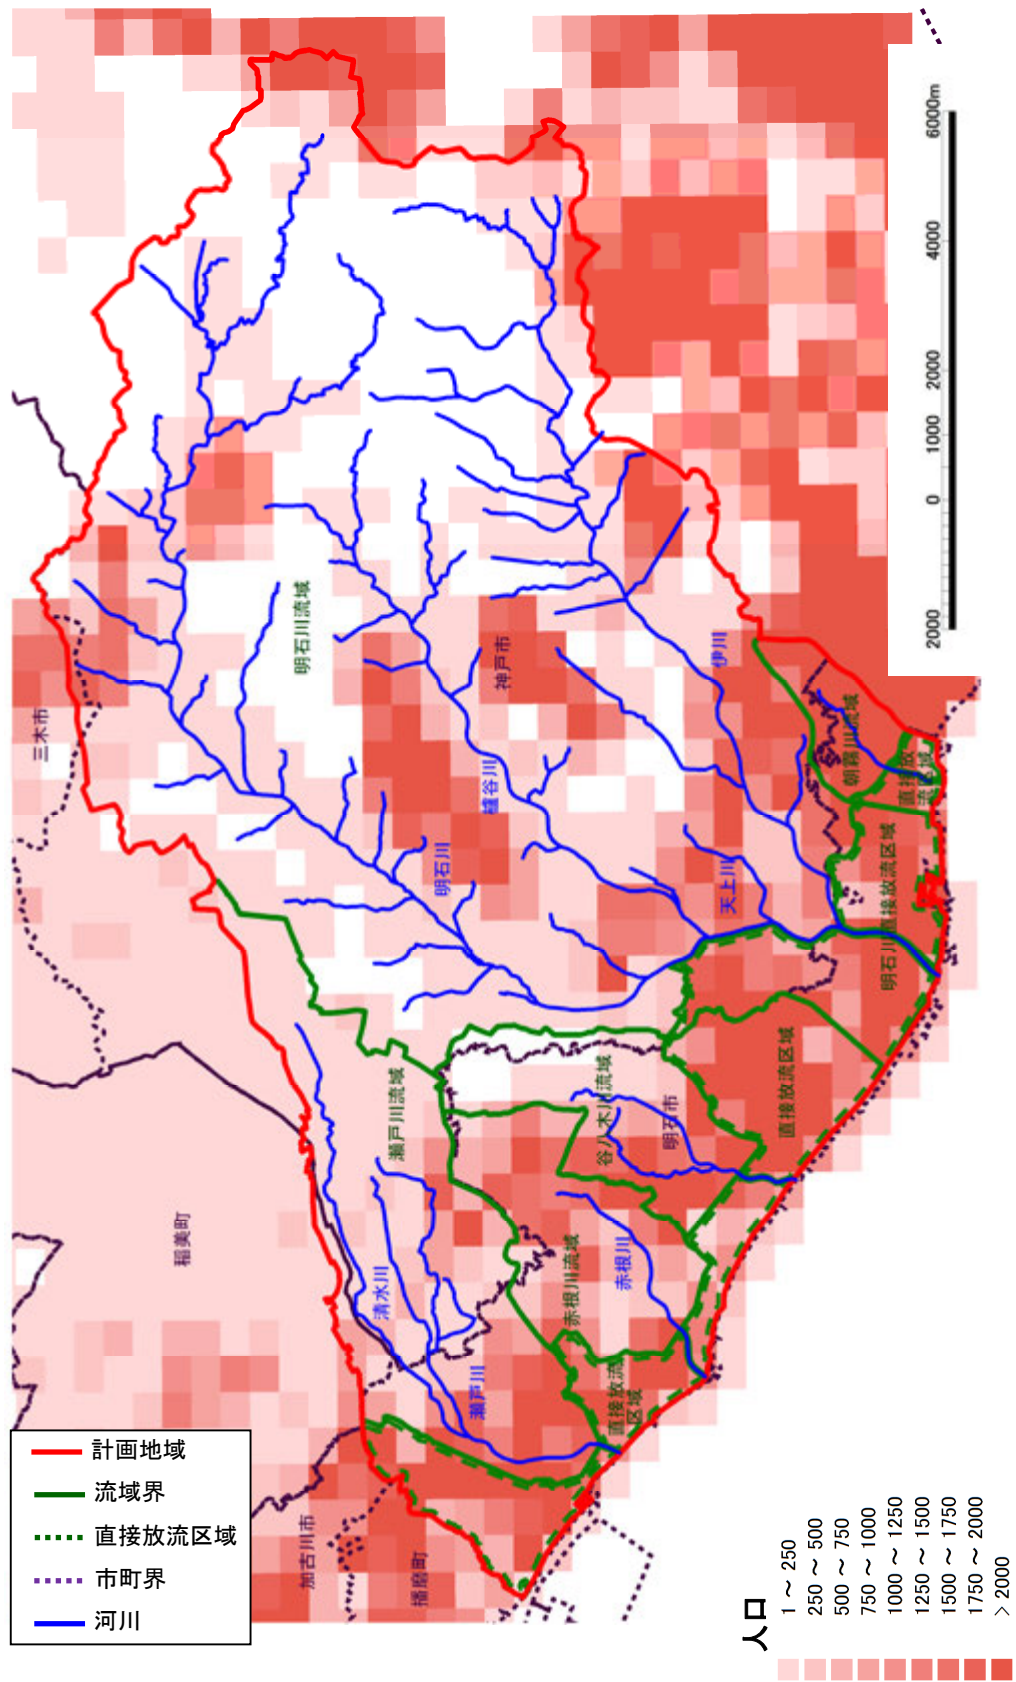 三木市
稲美町
加古川市
播磨町
明石川流域
神戸市
伊川
櫨谷川
明石川
天上川
朝霧川流域
直接放
流区域
明石川直接放流区域
瀬戸川流域
谷八木川流域
明石市
直接放流区域
清水川
瀬戸川
赤根川流域
赤根川
直接放流
区域
2000 0 1000 2000 4000 6000m
計画地域
流域界
直接放流区域
市町界
河川
人口
1 ～ 250
250 ～ 500
500 ～ 750
750 ～ 1000
1000 ～ 1250
1250 ～ 1500
1500 ～ 1750
1750 ～ 2000
> 2000